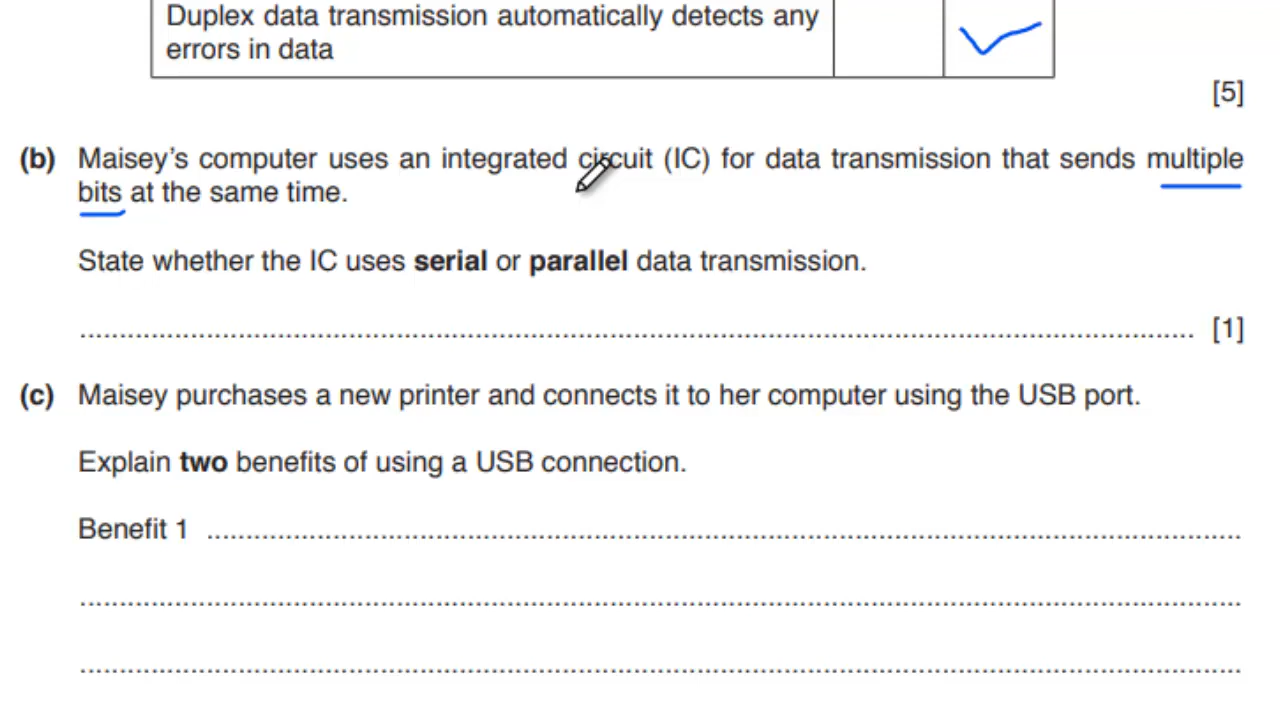 Duplex data transmission automatically detects any
errors in data
[5]
(b) Maisey's computer uses an integrated circuit (IC) for data transmission that sends multiple
bits at the same time.
State whether the IC uses serial or parallel data transmission.
.......................................................................................................................................... [1]
(c) Maisey purchases a new printer and connects it to her computer using the USB port.
Explain two benefits of using a USB connection.
Benefit 1 ..................................................................................................................................
..................................................................................................................................................
..................................................................................................................................................